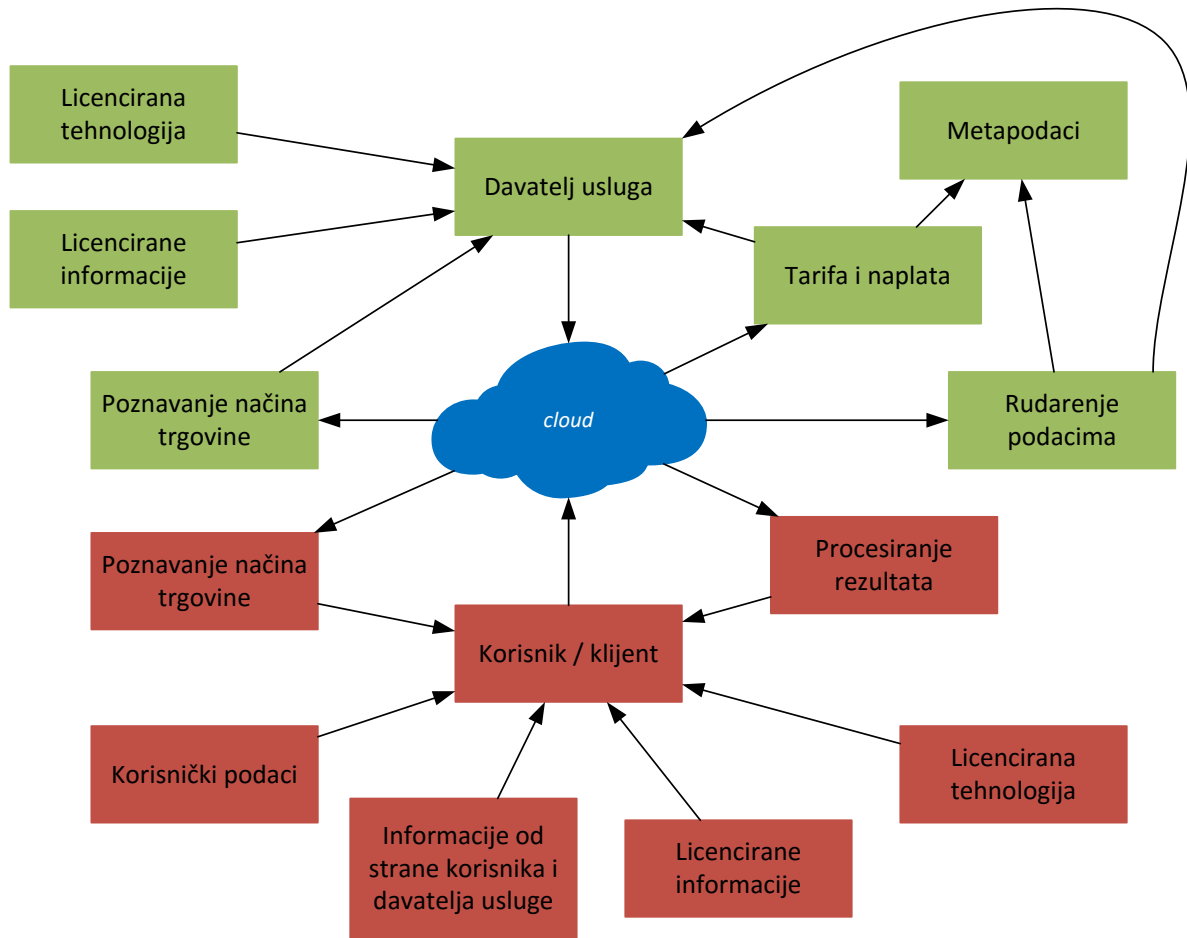 Licencirana
tehnologija
Metapodaci
Davatelj usluga
Licencirane
informacije
Tarifa i naplata
Poznavanje načina
trgovine
cloud
Rudarenje
podacima
Poznavanje načina
trgovine
Procesiranje
rezultata
Korisnik / klijent
Korisnički podaci
Licencirana
tehnologija
Informacije od
strane korisnika i
davatelja usluge
Licencirane
informacije